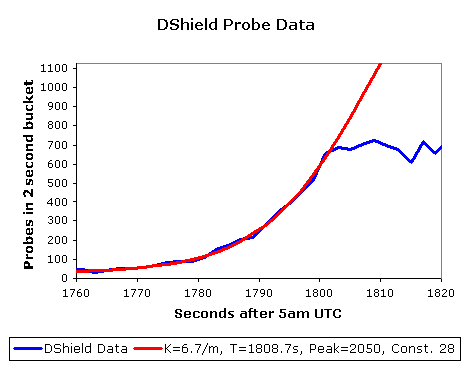 DShield Probe Data
Probes in 2 second bucket
1100
1000
900
800
700
600
500
400
300
200
100
0
1760 1770 1780 1790 1800 1810 1820
Seconds after 5am UTC
DShield Data K=6.7/m, T=1808.7s, Peak=2050, Const. 28